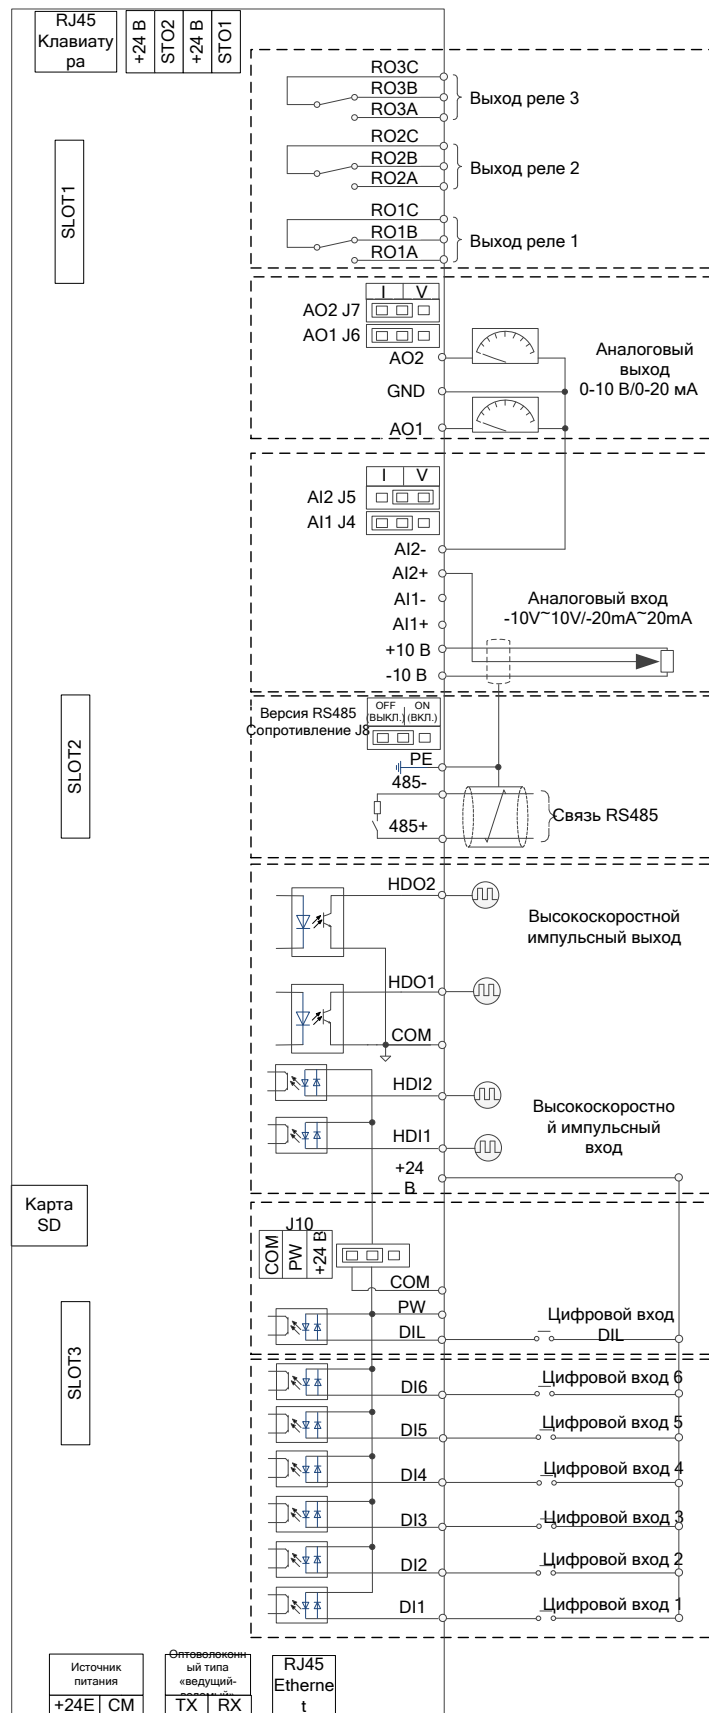 RJ45
Клавиату
ра
+24 В
STO2
+24 В
STO1
RO3C
RO3B
RO3A
Выход реле 3
RO2C
RO2B
RO2A
Выход реле 2
RO1C
RO1B
RO1A
Выход реле 1
SLOT1
I V
AO2 J7
AO1 J6
AO2
GND
AO1
Аналоговый
выход
0-10 В/0-20 мА
I V
AI2 J5
AI1 J4
AI2-
AI2+
AI1-
AI1+
+10 В
-10 В
Аналоговый вход
-10V~10V/-20mA~20mA
SLOT2
Версия RS485
Сопротивление J8
OFF
(ВЫКЛ.)
ON
(ВКЛ.)
PE
485-
485+
Связь RS485
HDO2
Высокоскоростной
импульсный выход
HDO1
COM
HDI2
HDI1
Высокоскоростно
й импульсный
вход
+24
В
Карта
SD
J10
COM
PW
+24 В
COM
PW
DIL
Цифровой вход
DIL
SLOT3
DI6
Цифровой вход 6
DI5
Цифровой вход 5
DI4
Цифровой вход 4
DI3
Цифровой вход 3
DI2
Цифровой вход 2
DI1
Цифровой вход 1
Источник
питания
+24E CM
Оптоволоконн
ый типа
«ведущий-
ведомый»
TX RX
RJ45
Etherne
t